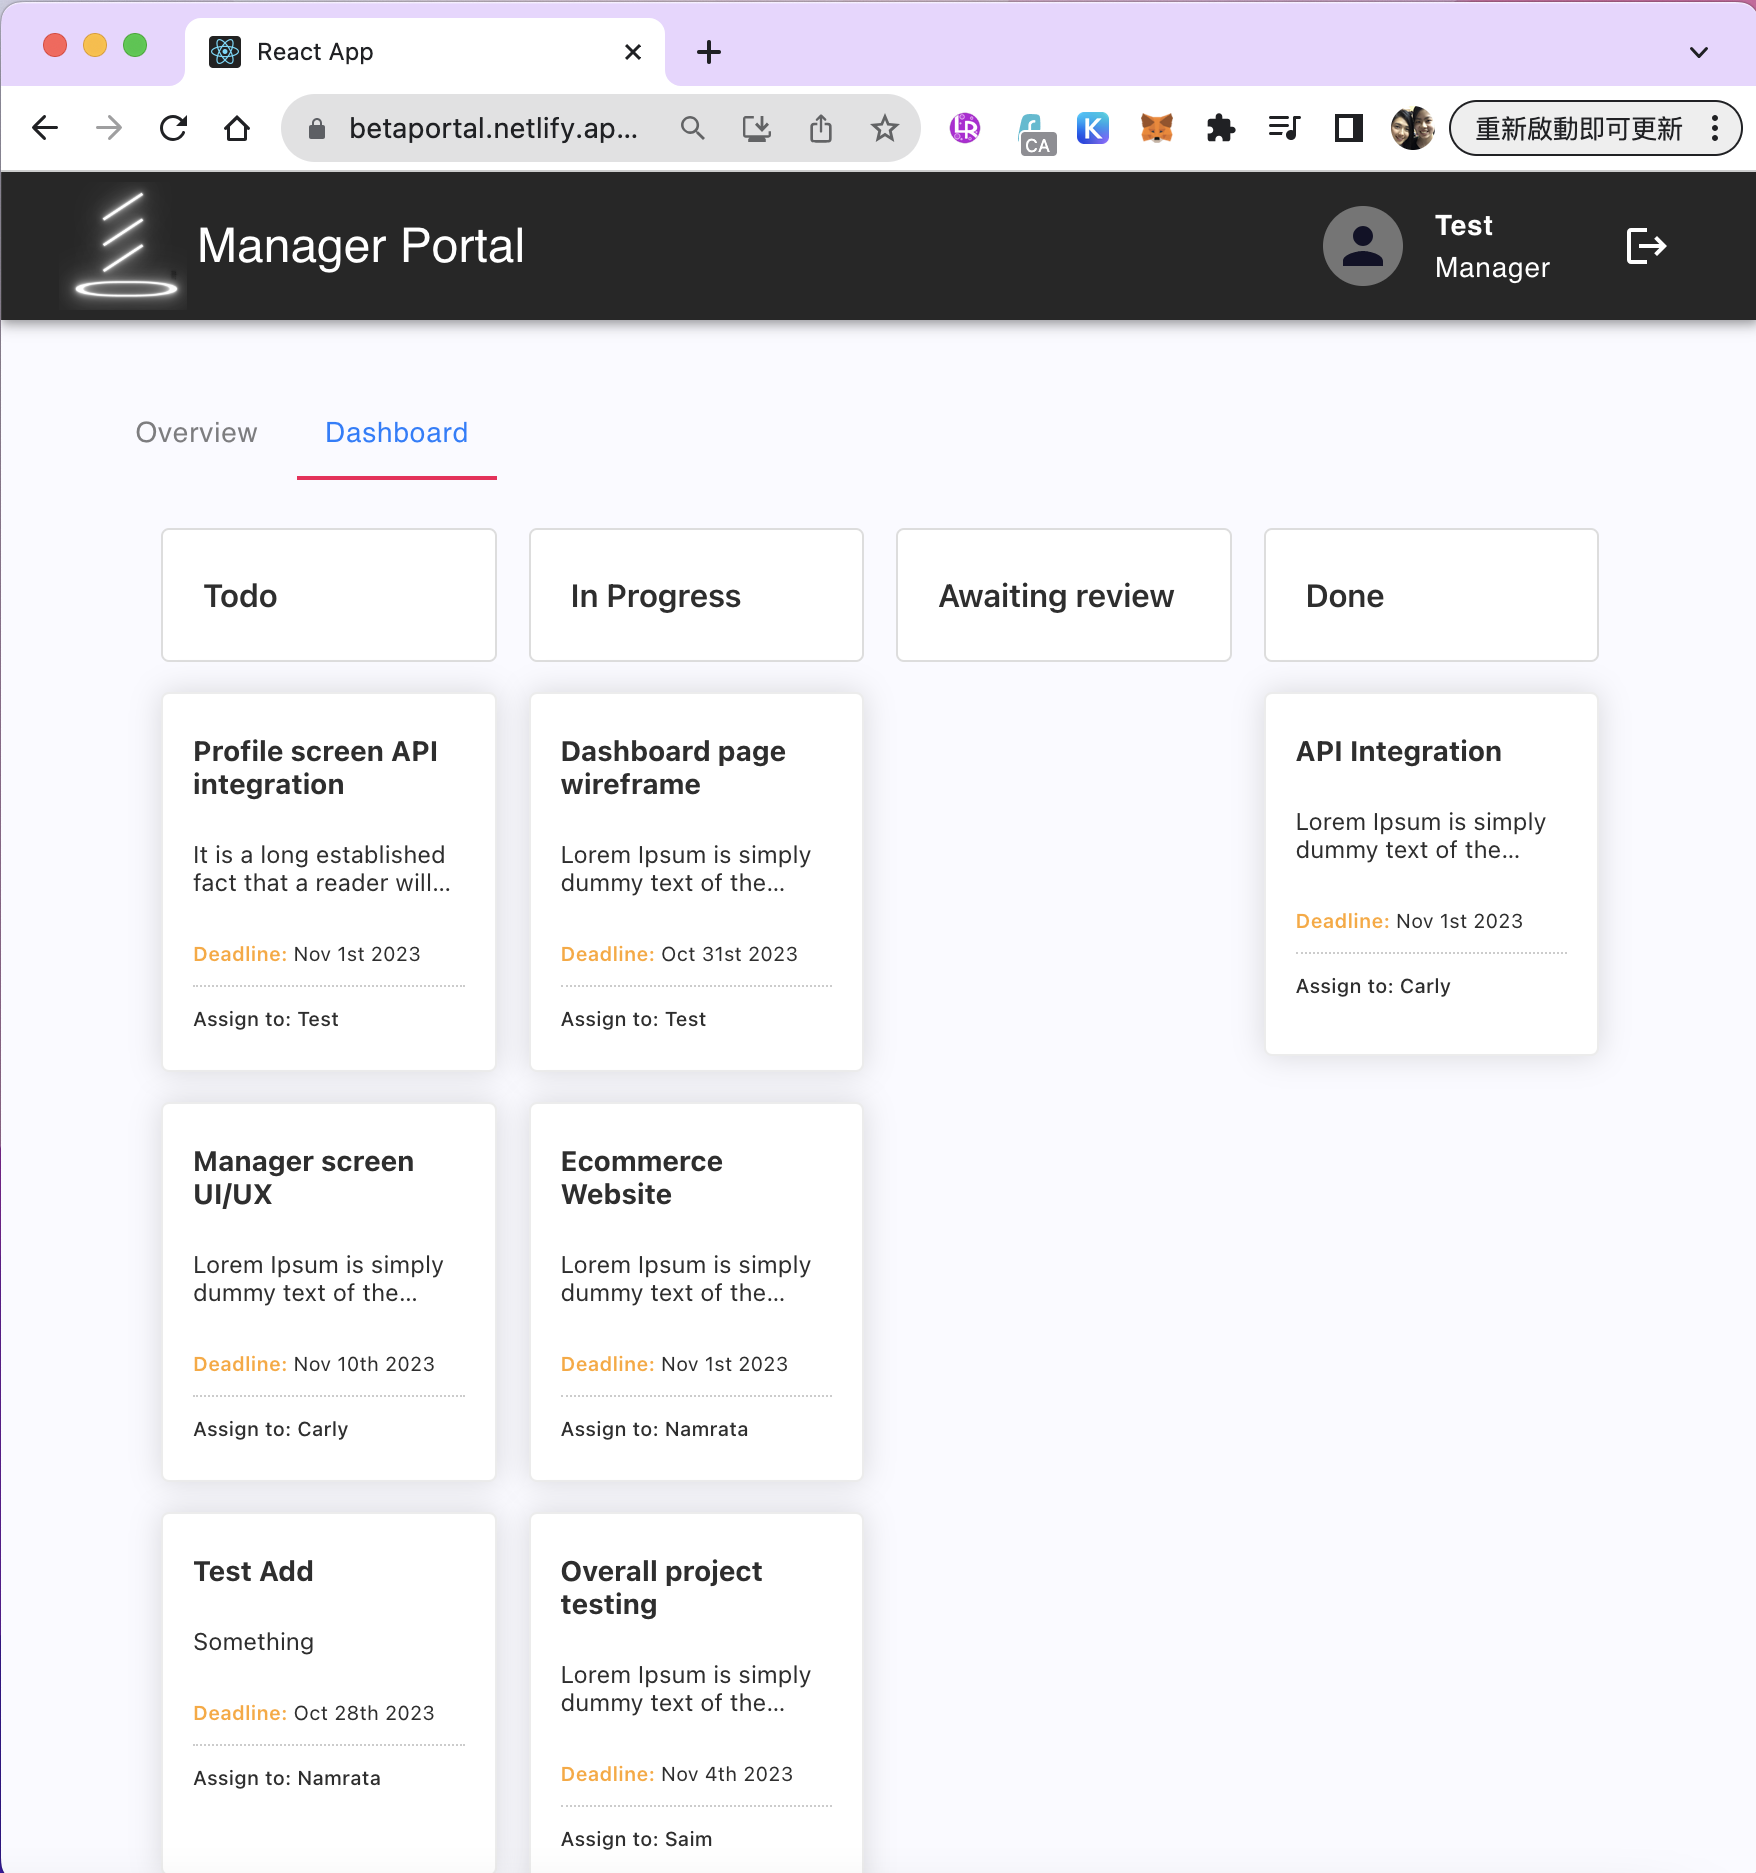 React App
betaportal.netlify.ap...
CA
K
重新啟動即可更新
Manager Portal
Test
Manager
Overview
Dashboard
Todo
In Progress
Awaiting review
Done
Profile screen API
integration
It is a long established
fact that a reader will...
Deadline: Nov 1st 2023
Assign to: Test
Manager screen
UI/UX
Lorem Ipsum is simply
dummy text of the...
Deadline: Nov 10th 2023
Assign to: Carly
Test Add
Something
Deadline: Oct 28th 2023
Assign to: Namrata
Dashboard page
wireframe
Lorem Ipsum is simply
dummy text of the...
Deadline: Oct 31st 2023
Assign to: Test
Ecommerce
Website
Lorem Ipsum is simply
dummy text of the...
Deadline: Nov 1st 2023
Assign to: Namrata
Overall project
testing
Lorem Ipsum is simply
dummy text of the...
Deadline: Nov 4th 2023
Assign to: Saim
API Integration
Lorem Ipsum is simply
dummy text of the...
Deadline: Nov 1st 2023
Assign to: Carly